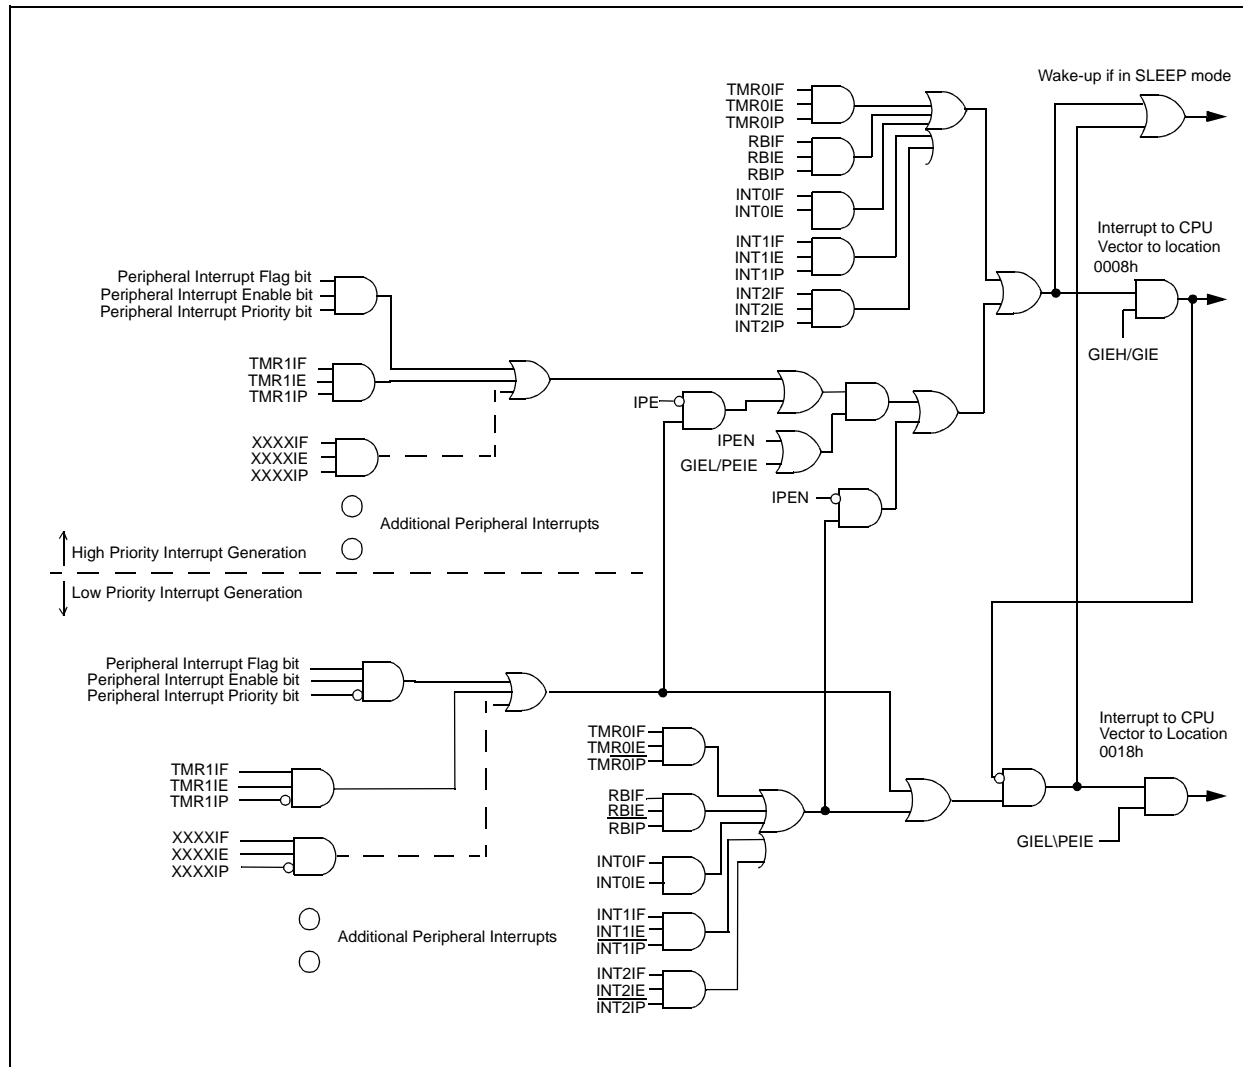 Wake-up if in SLEEP mode
TMR0IF
TMR0IE
TMR0IP
RBIF
RBIE
RBIP
INT0IF
INT0IE
INT1IF
INT1IE
INT1IP
INT2IF
INT2IE
INT2IP
Interrupt to CPU
Vector to location
0008h
GIEH/GIE
Peripheral Interrupt Flag bit
Peripheral Interrupt Enable bit
Peripheral Interrupt Priority bit
TMR1IF
TMR1IE
TMR1IP
XXXXIF
XXXXIE
XXXXIP
IPE
IPEN
GIEL/PEIE
IPEN
Additional Peripheral Interrupts
High Priority Interrupt Generation
Low Priority Interrupt Generation
Peripheral Interrupt Flag bit
Peripheral Interrupt Enable bit
Peripheral Interrupt Priority bit
TMR1IF
TMR1IE
TMR1IP
XXXXIF
XXXXIE
XXXXIP
Additional Peripheral Interrupts
TMR0IF
TMR0IE
TMR0IP
RBIF
RBIE
RBIP
INT0IF
INT0IE
INT1IF
INT1IE
INT1IP
INT2IF
INT2IE
INT2IP
Interrupt to CPU
Vector to Location
0018h
GIEL\PEIE